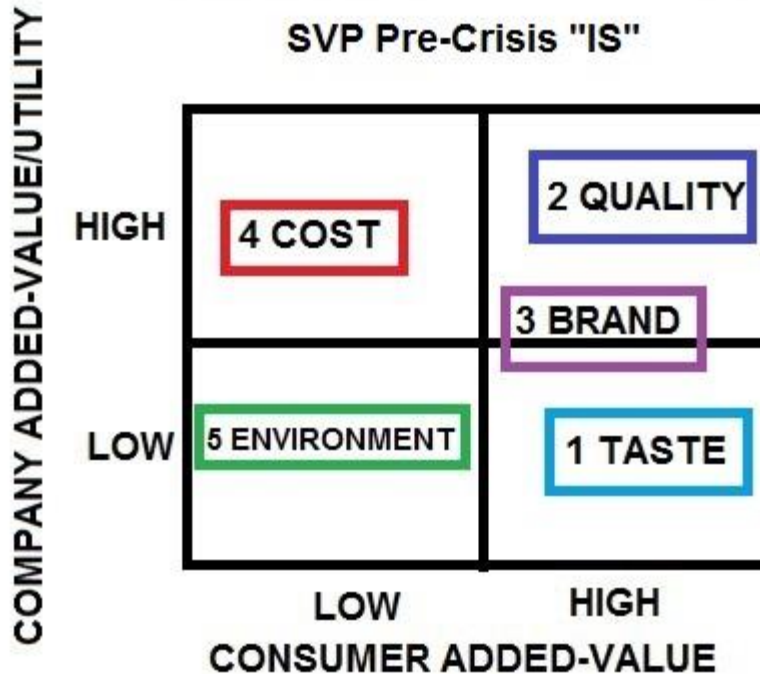 SVP Pre-Crisis "IS"
COMPANY ADDED-VALUE/UTILITY
HIGH
4 COST
2 QUALITY
3 BRAND
LOW
5 ENVIRONMENT
1 TASTE
LOW
HIGH
CONSUMER ADDED-VALUE